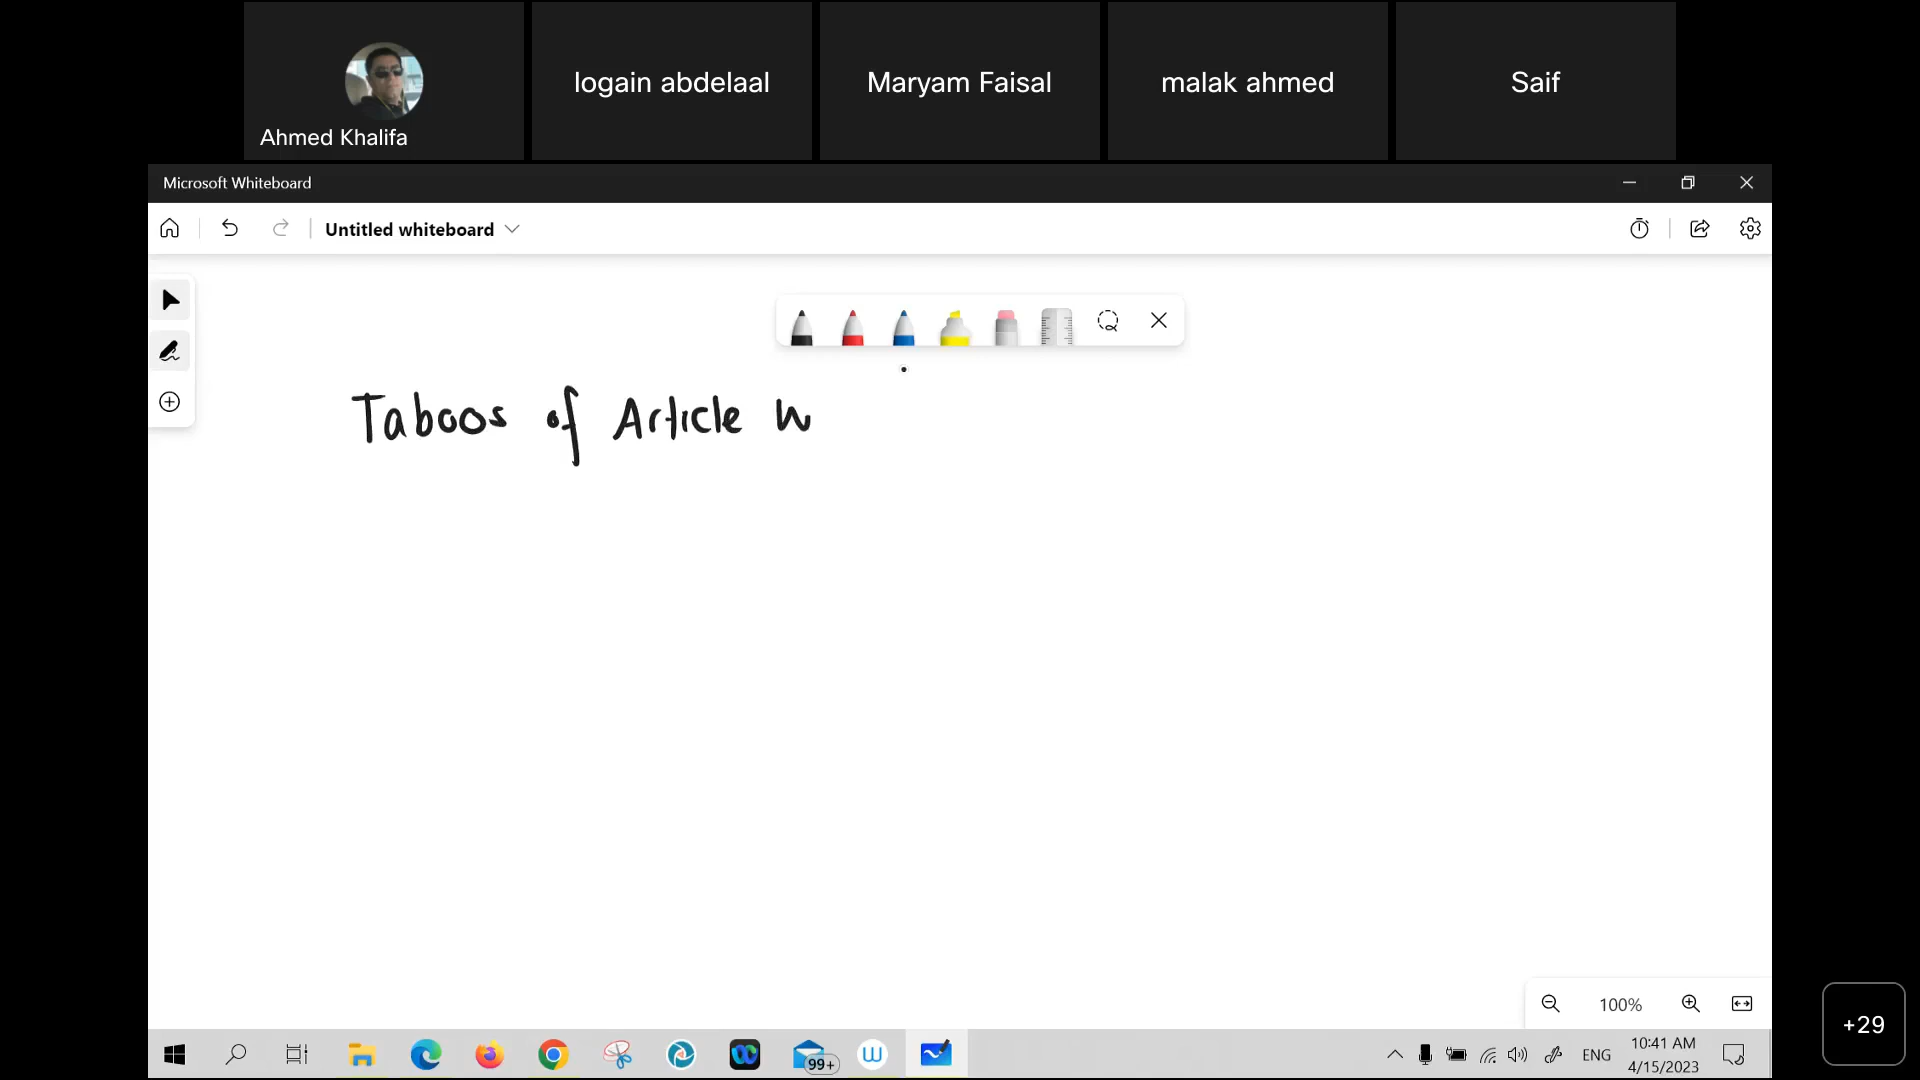 Ahmed Khalifa
logain abdelaal
Maryam Faisal
malak ahmed
Saif
Microsoft Whiteboard
Untitled whiteboard
Taboos of Article W
100%
+29
99+
ENG
10:41 AM
4/15/2023